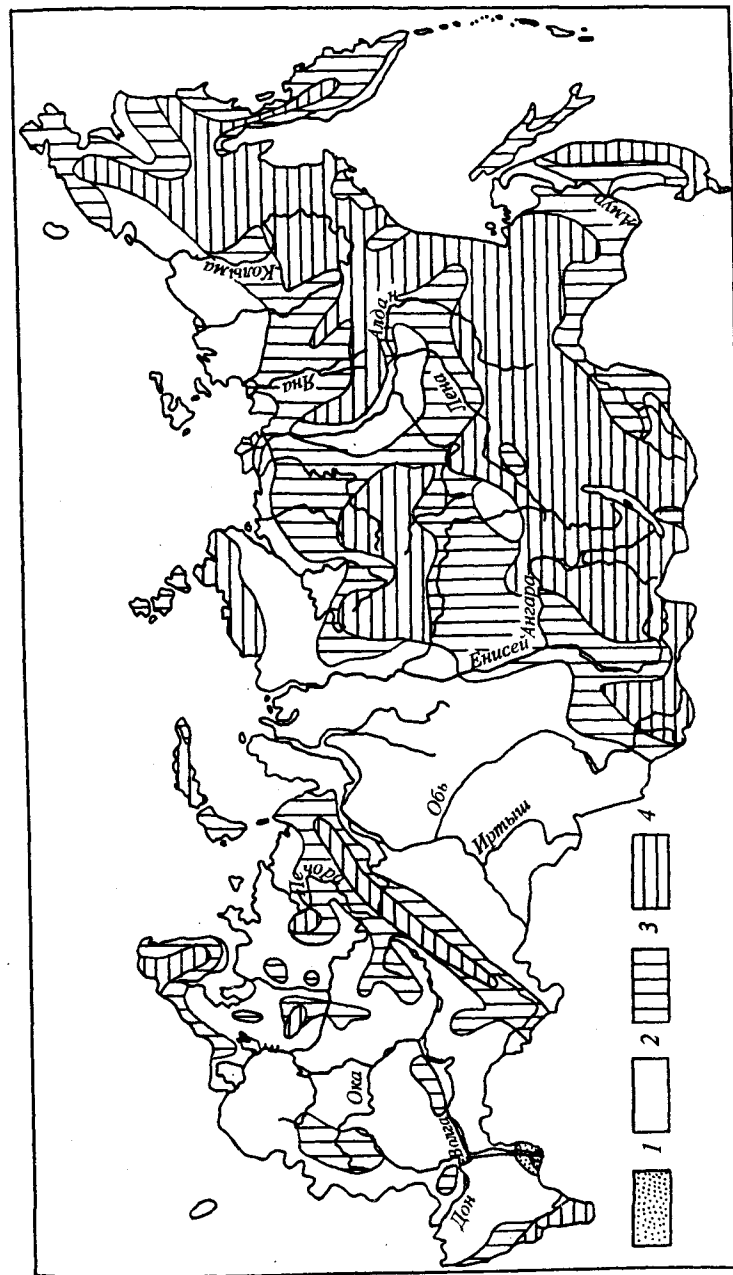 Дон
Волга
Ока
Печора
Обь
Иртыш
Енисей
Ангара
Лена
Алдан
Яна
Колыма
Амур
1
2
3
4